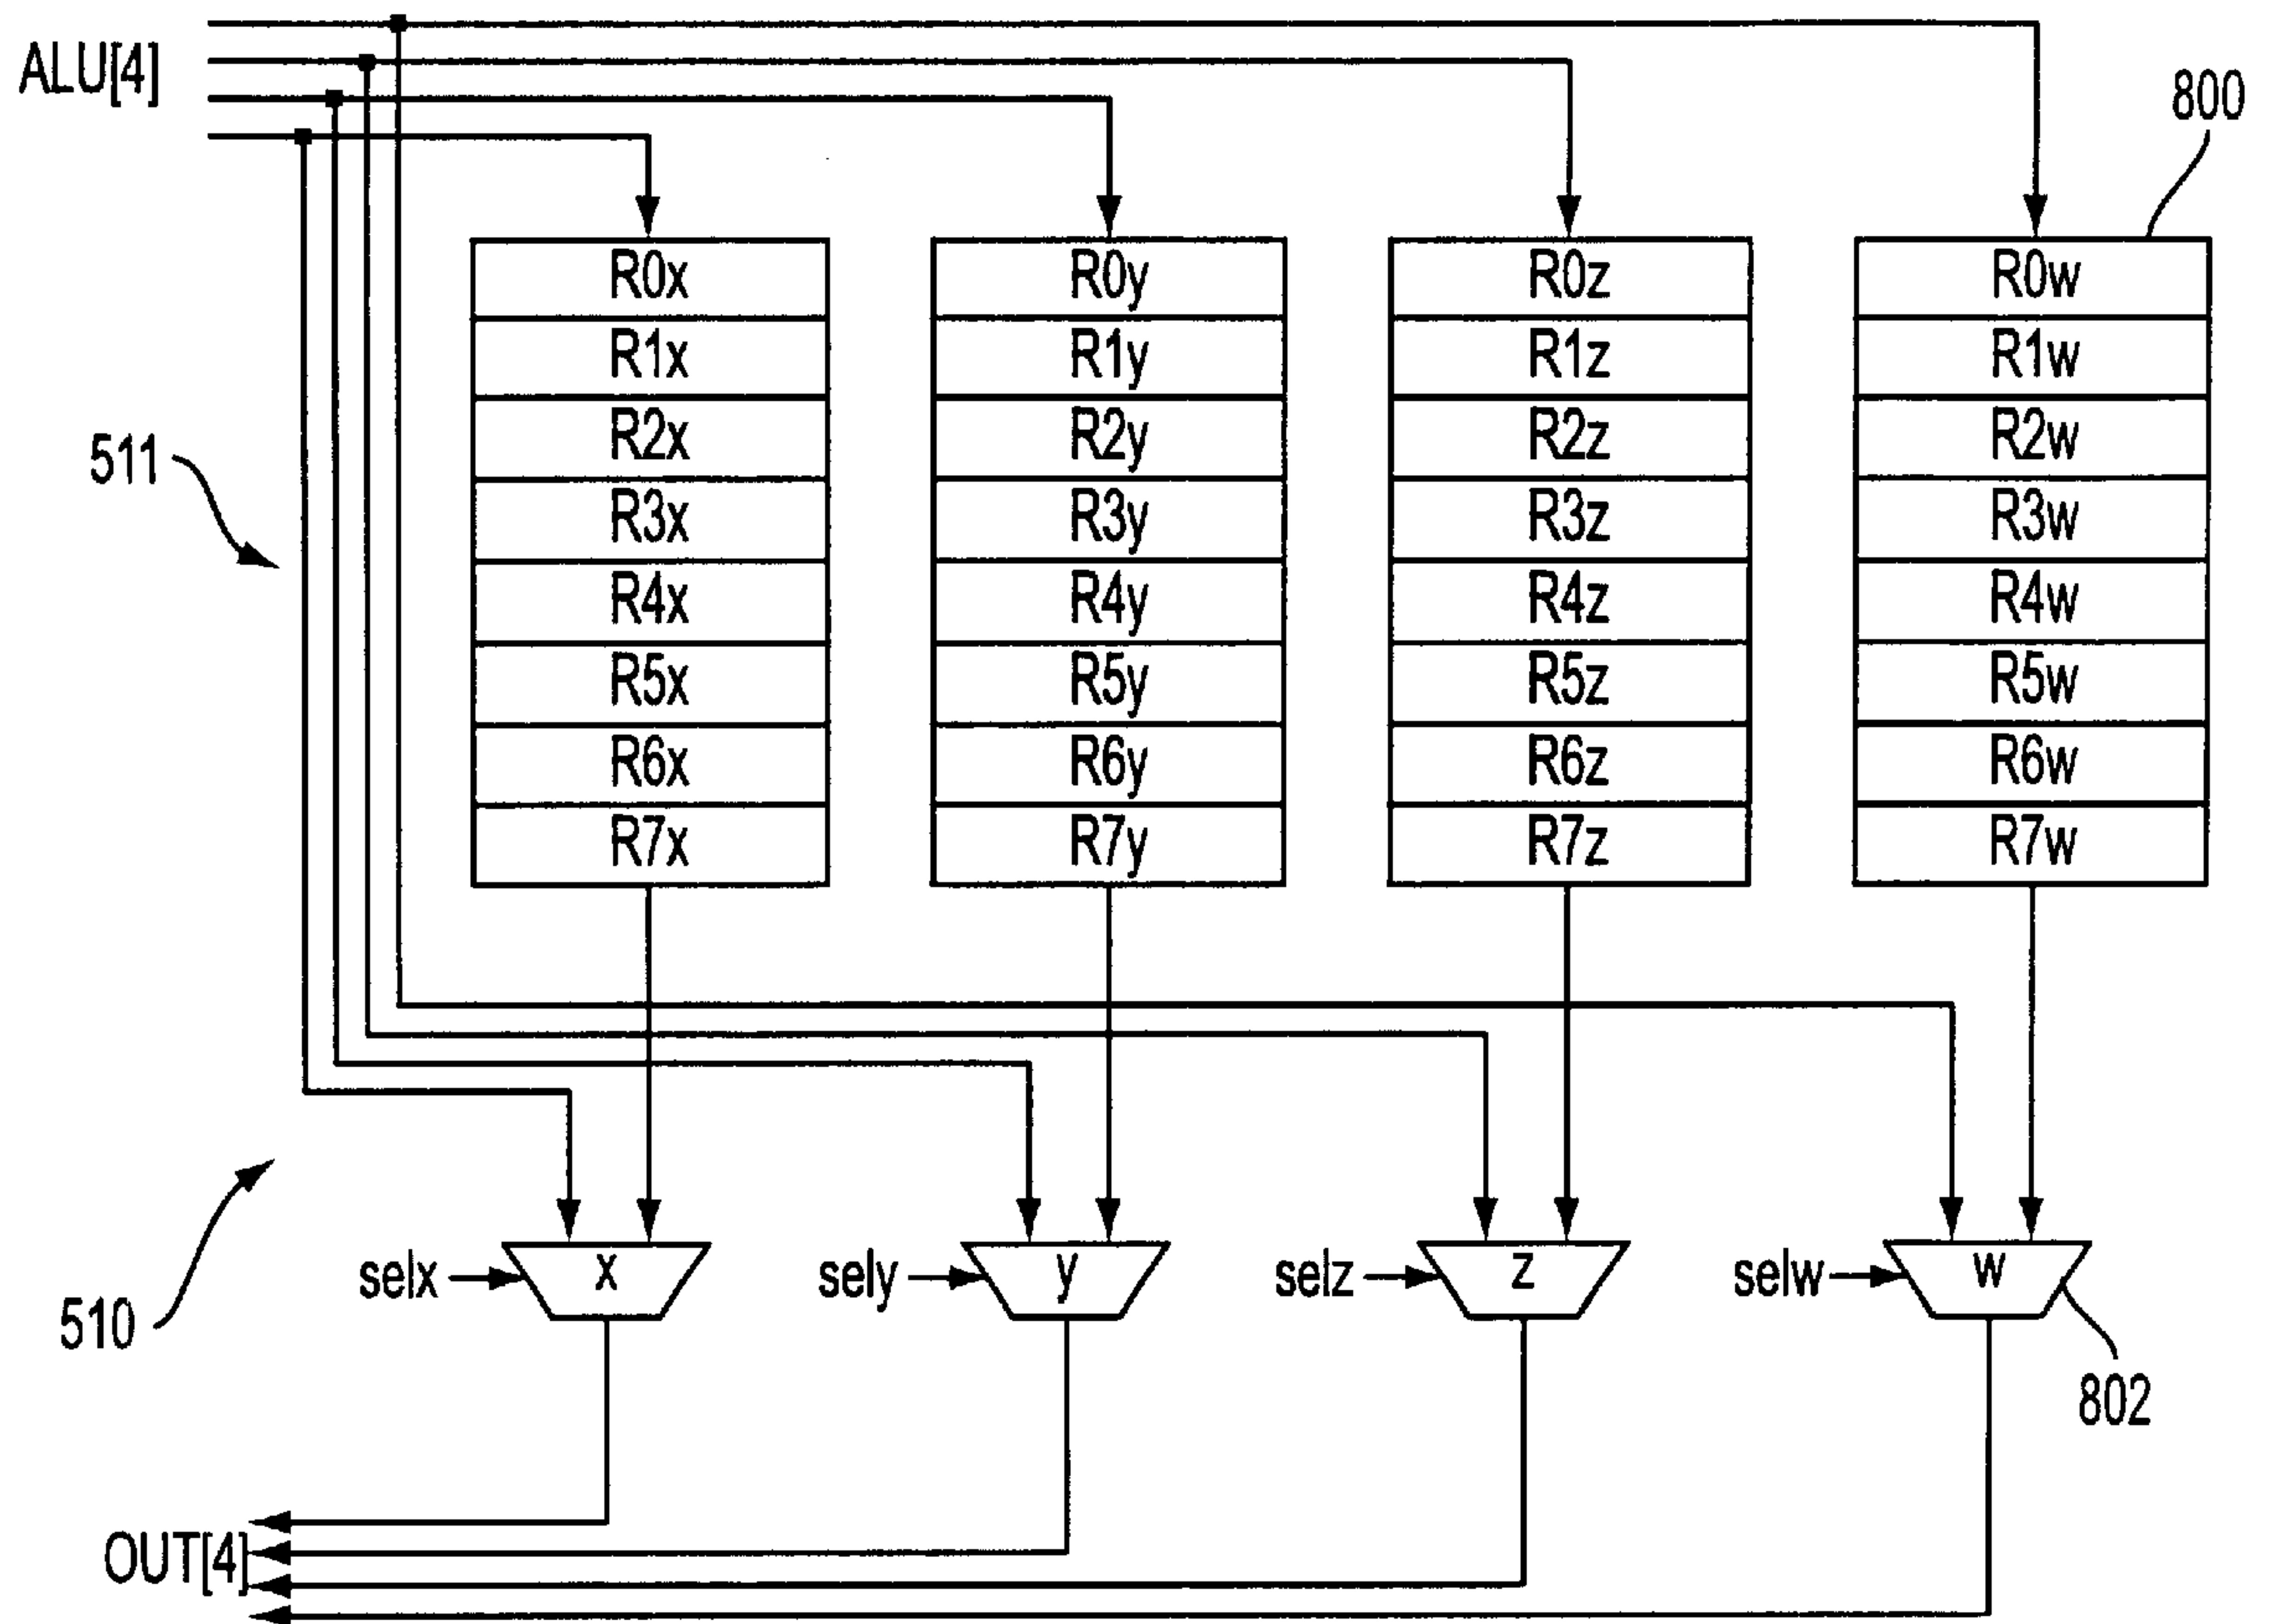 ALU[4]
800
R0x R0y R0z R0w
R1x R1y R1z R1w
R2x R2y R2z R2w
511
R3x R3y R3z R3w
R4x R4y R4z R4w
R5x R5y R5z R5w
R6x R6y R6z R6w
R7x R7y R7z R7w
selx x sely y selz z selw w
510
802
OUT[4]